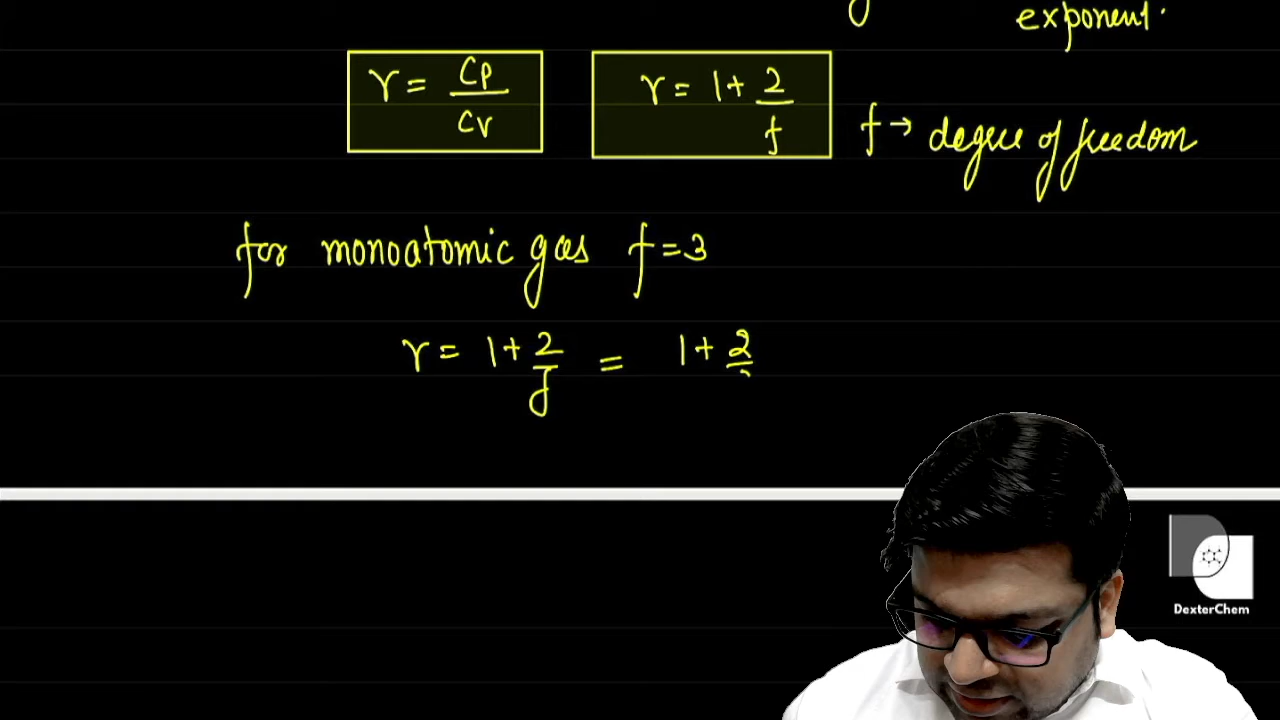 exponent.
γ = Cp/Cv
γ = 1 + 2/f
f → degree of freedom
for monoatomic gas f = 3
γ = 1 + 2/f = 1 + 2/
DexterChem